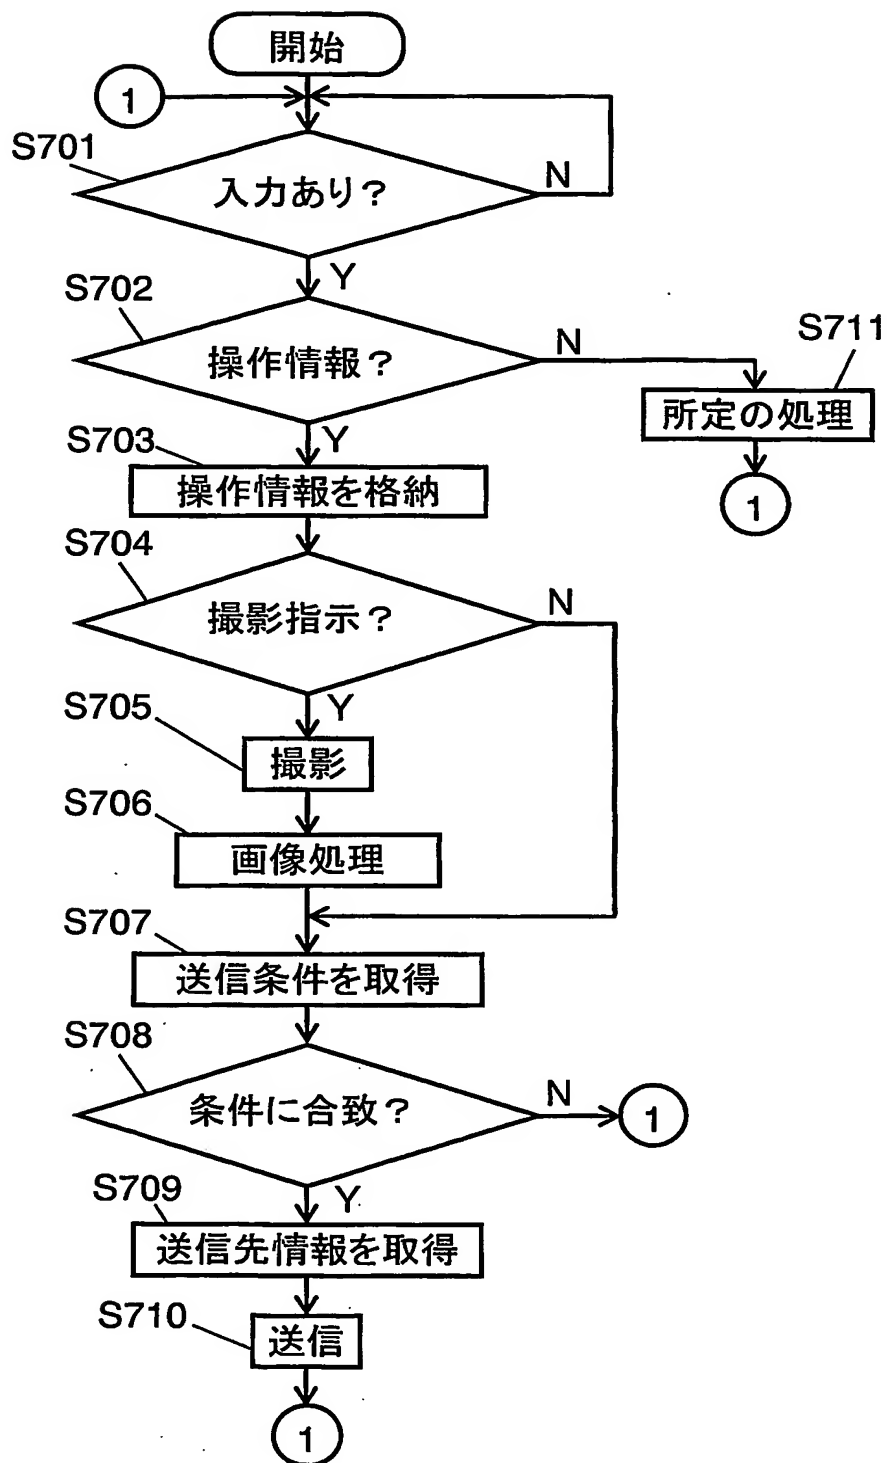 開始
1
S701
入力あり?
N
Y
S702
操作情報?
N
S711
所定の処理
1
Y
S703
操作情報を格納
S704
撮影指示?
N
Y
S705
撮影
S706
画像処理
S707
送信条件を取得
S708
条件に合致?
N
1
Y
S709
送信先情報を取得
S710
送信
1